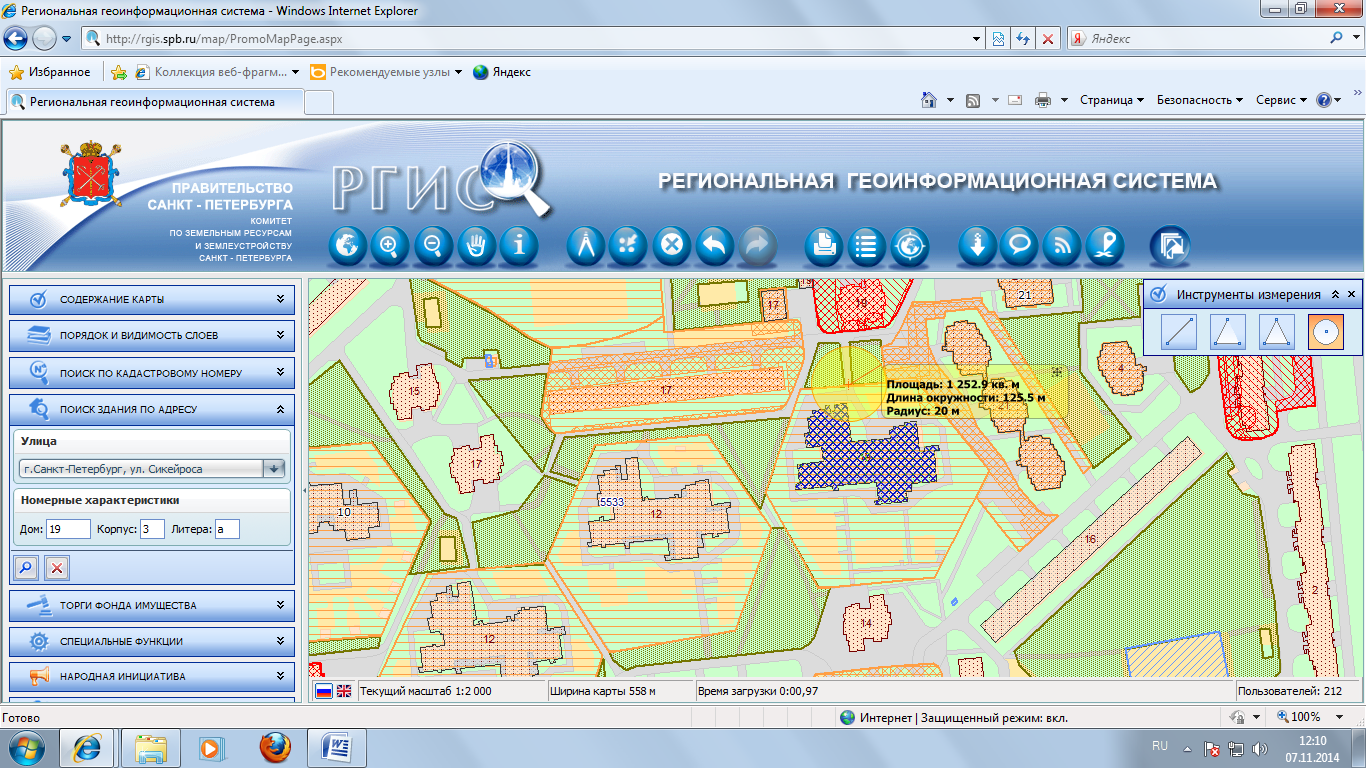 Региональная геоинформационная система - Windows Internet Explorer
http://rgis.spb.ru/map/PromoMapPage.aspx
Яндекс
Избранное
Коллекция веб-фрагм...
Рекомендуемые узлы
Яндекс
Региональная геоинформационная система
Страница
Безопасность
Сервис
ПРАВИТЕЛЬСТВО
САНКТ - ПЕТЕРБУРГА
КОМИТЕТ
ПО ЗЕМЕЛЬНЫМ РЕСУРСАМ
И ЗЕМЛЕУСТРОЙСТВУ
САНКТ - ПЕТЕРБУРГА
РГИС
РЕГИОНАЛЬНАЯ ГЕОИНФОРМАЦИОННАЯ СИСТЕМА
СОДЕРЖАНИЕ КАРТЫ
ПОРЯДОК И ВИДИМОСТЬ СЛОЕВ
ПОИСК ПО КАДАСТРОВОМУ НОМЕРУ
ПОИСК ЗДАНИЯ ПО АДРЕСУ
Улица
г.Санкт-Петербург, ул. Сикейроса
Номерные характеристики
Дом: 19 Корпус: 3 Литера: а
ТОРГИ ФОНДА ИМУЩЕСТВА
СПЕЦИАЛЬНЫЕ ФУНКЦИИ
НАРОДНАЯ ИНИЦИАТИВА
Инструменты измерения
17
19
21
15
17
4
Площадь: 1 252.9 кв. м
Длина окружности: 125.5 м
Радиус: 20 м
21
17
5533
10
12
16
2
14
12
Текущий масштаб 1:2 000
Ширина карты 558 м
Время загрузки 0:00,97
Пользователей: 212
Готово
Интернет | Защищенный режим: вкл.
100%
RU
12:10
07.11.2014